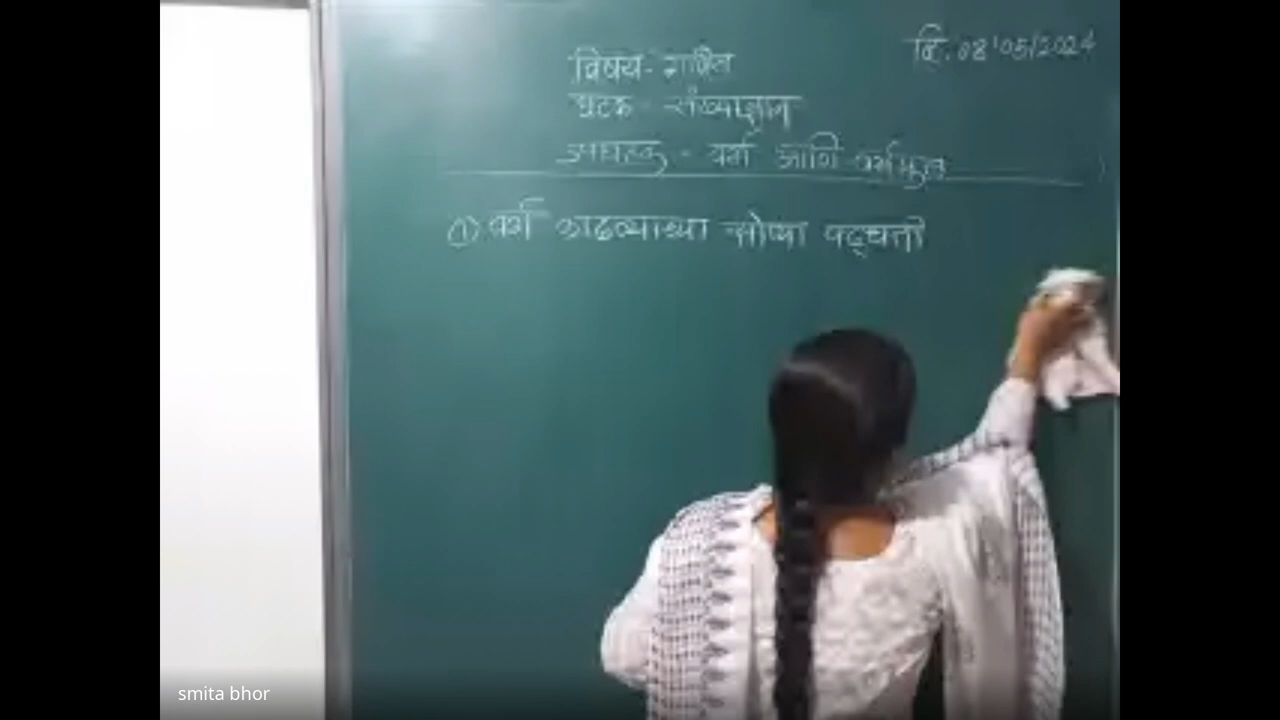 दि. 08/05/2024
विषय- गणित
घटक - संख्याज्ञान
उपघटक - वर्ग आणि वर्गमुळ
① वर्ग काढण्याच्या सोप्या पद्धती
smita bhor